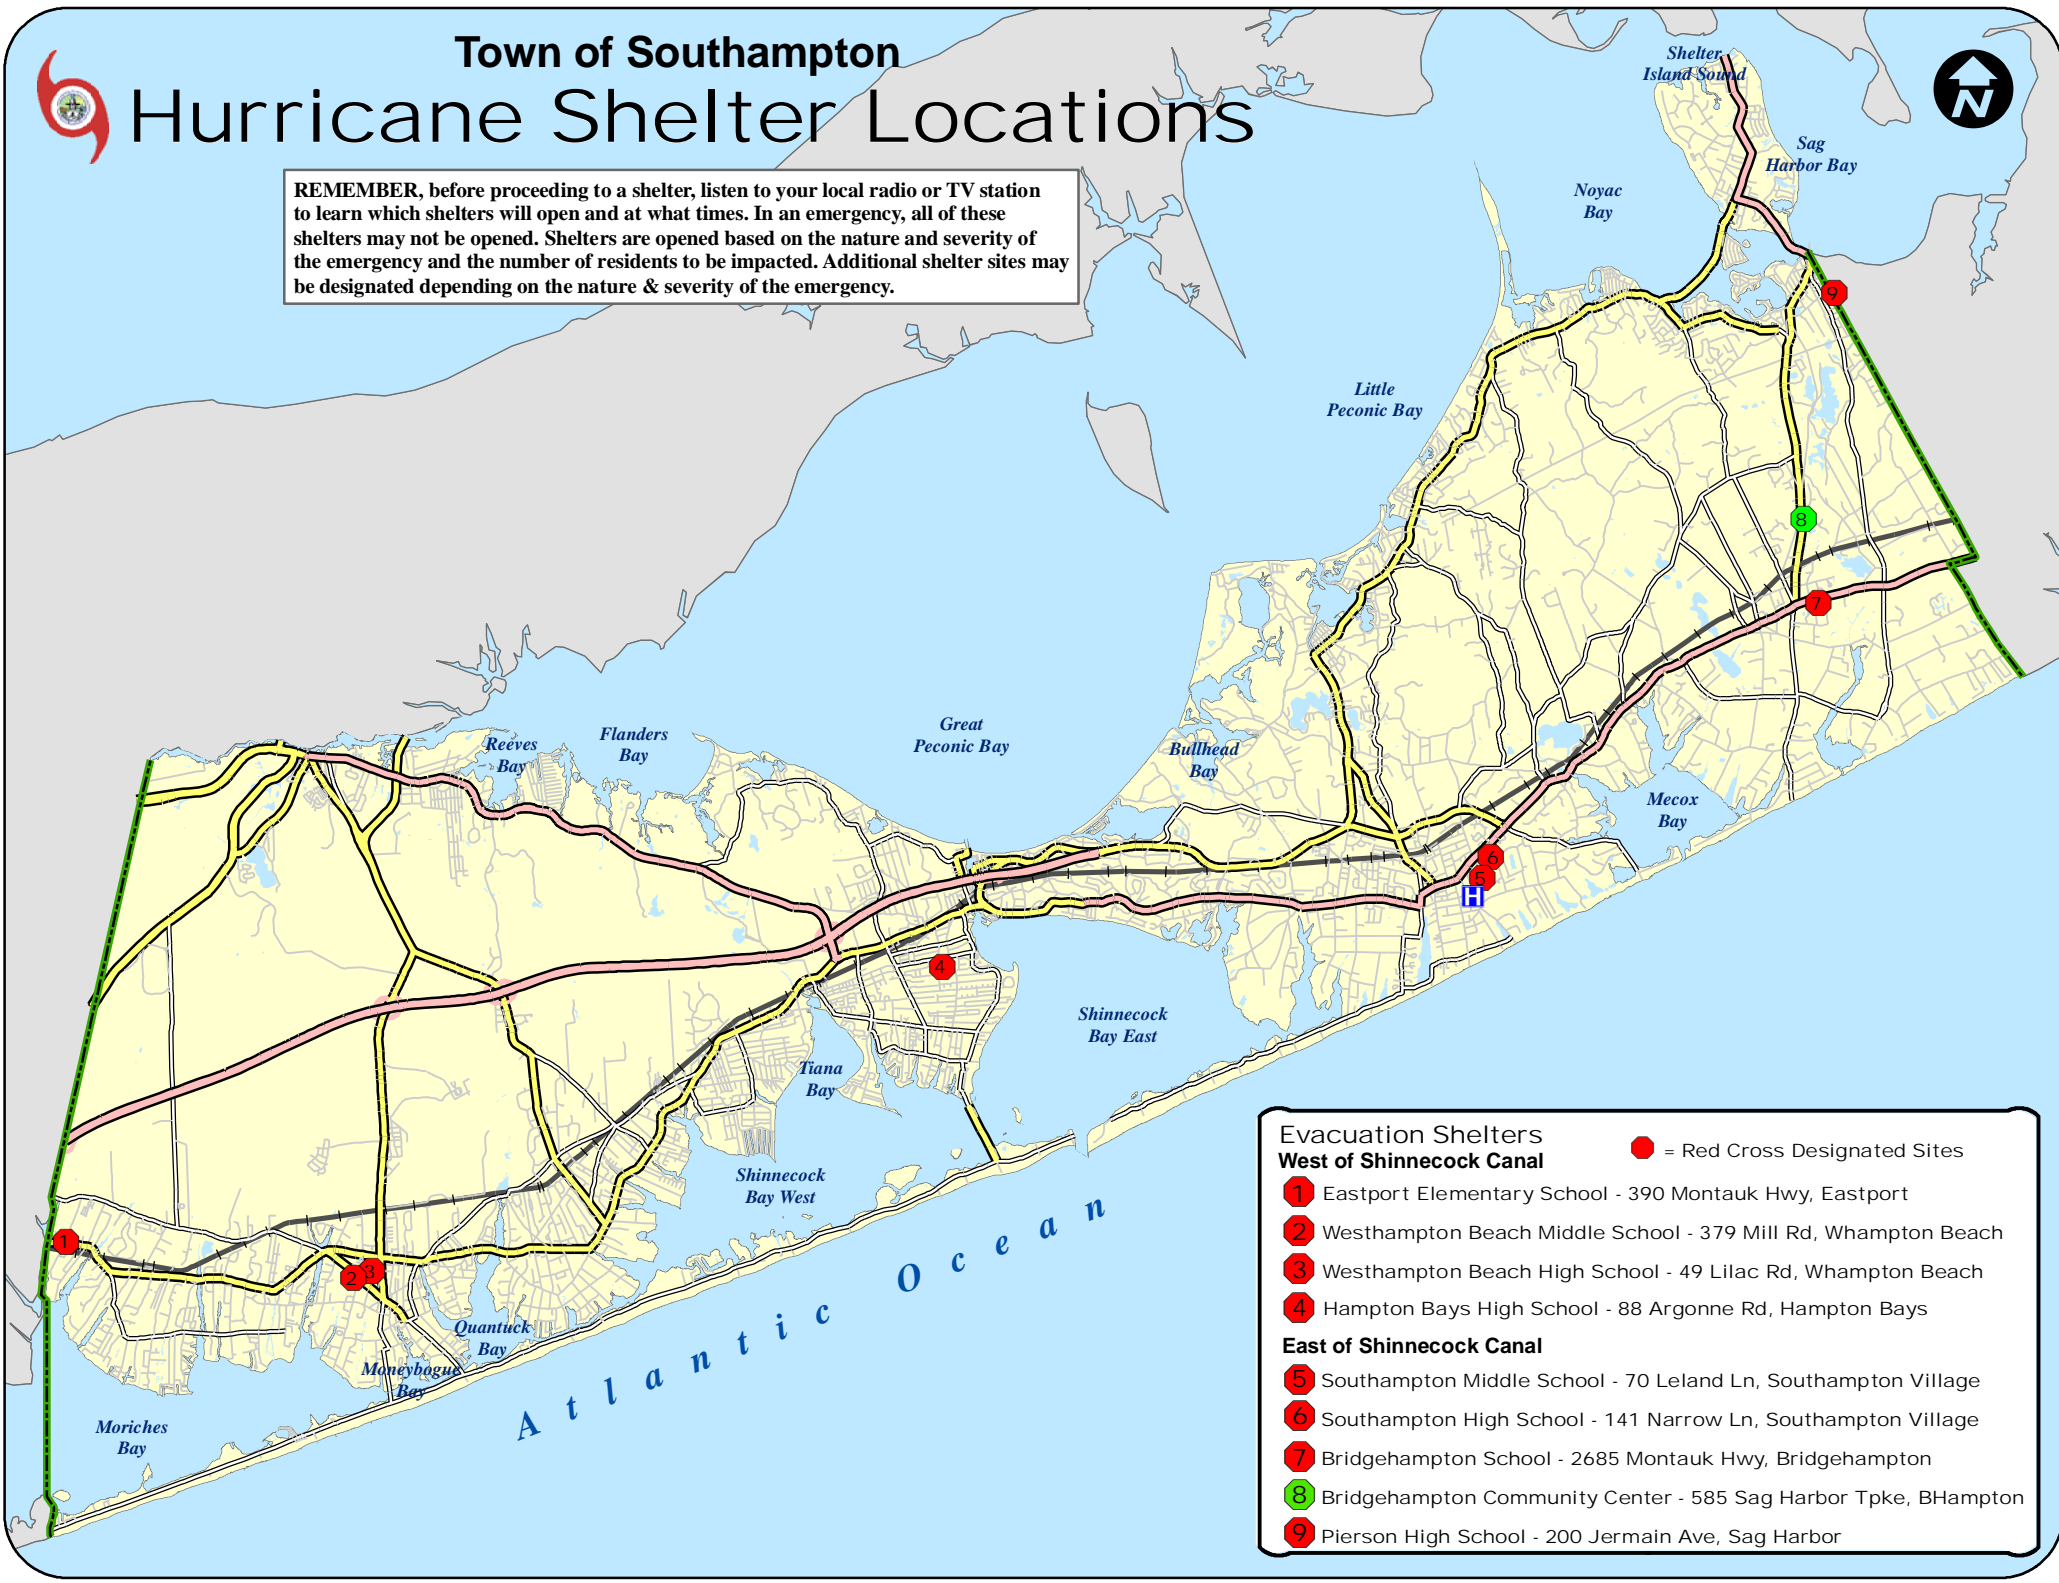 Town of Southampton
Hurricane Shelter Locations
REMEMBER, before proceeding to a shelter, listen to your local radio or TV station
to learn which shelters will open and at what times. In an emergency, all of these
shelters may not be opened. Shelters are opened based on the nature and severity of
the emergency and the number of residents to be impacted. Additional shelter sites may
be designated depending on the nature & severity of the emergency.
N
Shelter
Island Sound
Sag
Harbor Bay
Noyac
Bay
9
Little
Peconic Bay
8
7
Great
Peconic Bay
Flanders
Bay
Reeves
Bay
Bullhead
Bay
Mecox
Bay
6
5
H
4
Shinnecock
Bay East
Tiana
Bay
Shinnecock
Bay West
1
2
3
Quantuck
Bay
Moneybogue
Bay
Moriches
Bay
Atlantic Ocean
Evacuation Shelters
West of Shinnecock Canal
= Red Cross Designated Sites
1 Eastport Elementary School - 390 Montauk Hwy, Eastport
2 Westhampton Beach Middle School - 379 Mill Rd, Whampton Beach
3 Westhampton Beach High School - 49 Lilac Rd, Whampton Beach
4 Hampton Bays High School - 88 Argonne Rd, Hampton Bays
East of Shinnecock Canal
5 Southampton Middle School - 70 Leland Ln, Southampton Village
6 Southampton High School - 141 Narrow Ln, Southampton Village
7 Bridgehampton School - 2685 Montauk Hwy, Bridgehampton
8 Bridgehampton Community Center - 585 Sag Harbor Tpke, BHampton
9 Pierson High School - 200 Jermain Ave, Sag Harbor